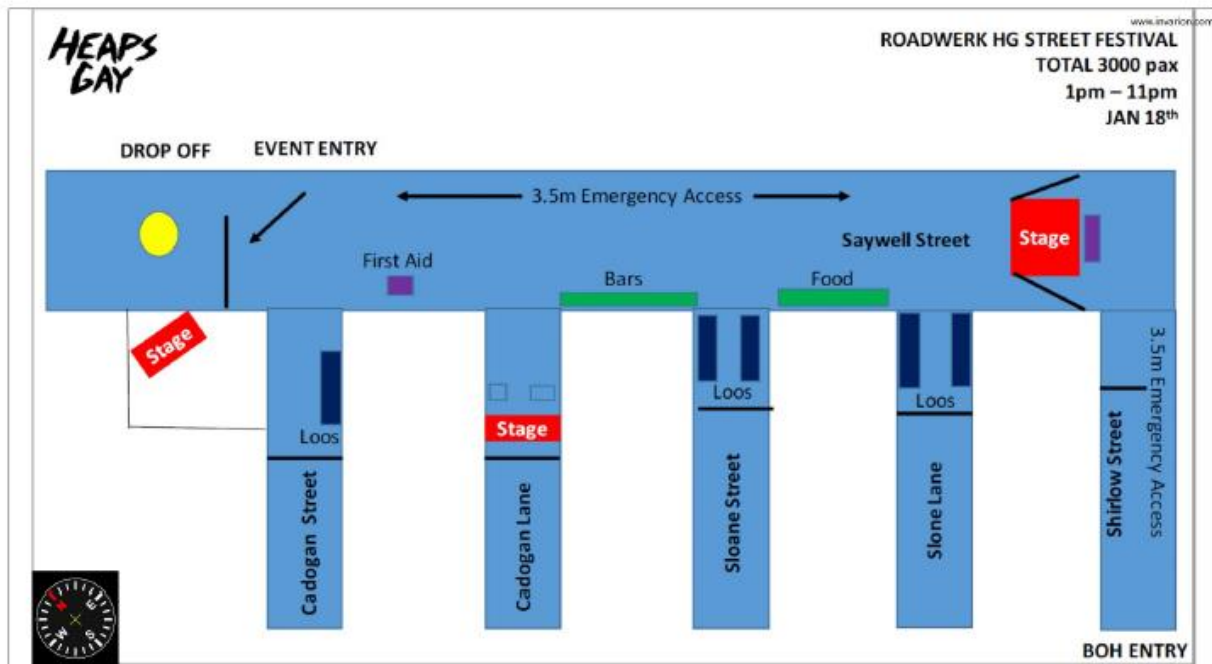 www.invarion.com
HEAPS
GAY
ROADWERK HG STREET FESTIVAL
TOTAL 3000 pax
1pm – 11pm
JAN 18th
DROP OFF
EVENT ENTRY
3.5m Emergency Access
Saywell Street
Stage
First Aid
Bars
Food
Stage
Loos
Stage
Loos
Loos
Cadogan Street
Cadogan Lane
Sloane Street
Slone Lane
Shirlow Street
3.5m Emergency Access
N
E
W
S
BOH ENTRY